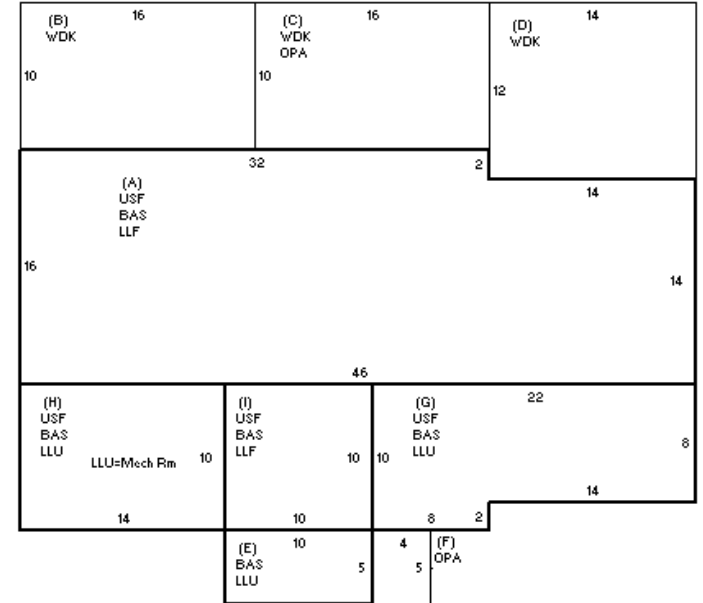 (B) 16 (C) 16 (D) 14
WDK WDK WDK
OPA
10 10 12
32 2
(A) 14
USF
BAS
LLF
16 14
46
(H) (I) (G) 22
USF USF USF
BAS BAS BAS
LLU LLF LLU 8
LLU=Mech Rm 10 10 10
14 10 8 2 14
(E) 10 4 (F)
BAS 5 5 OPA
LLU